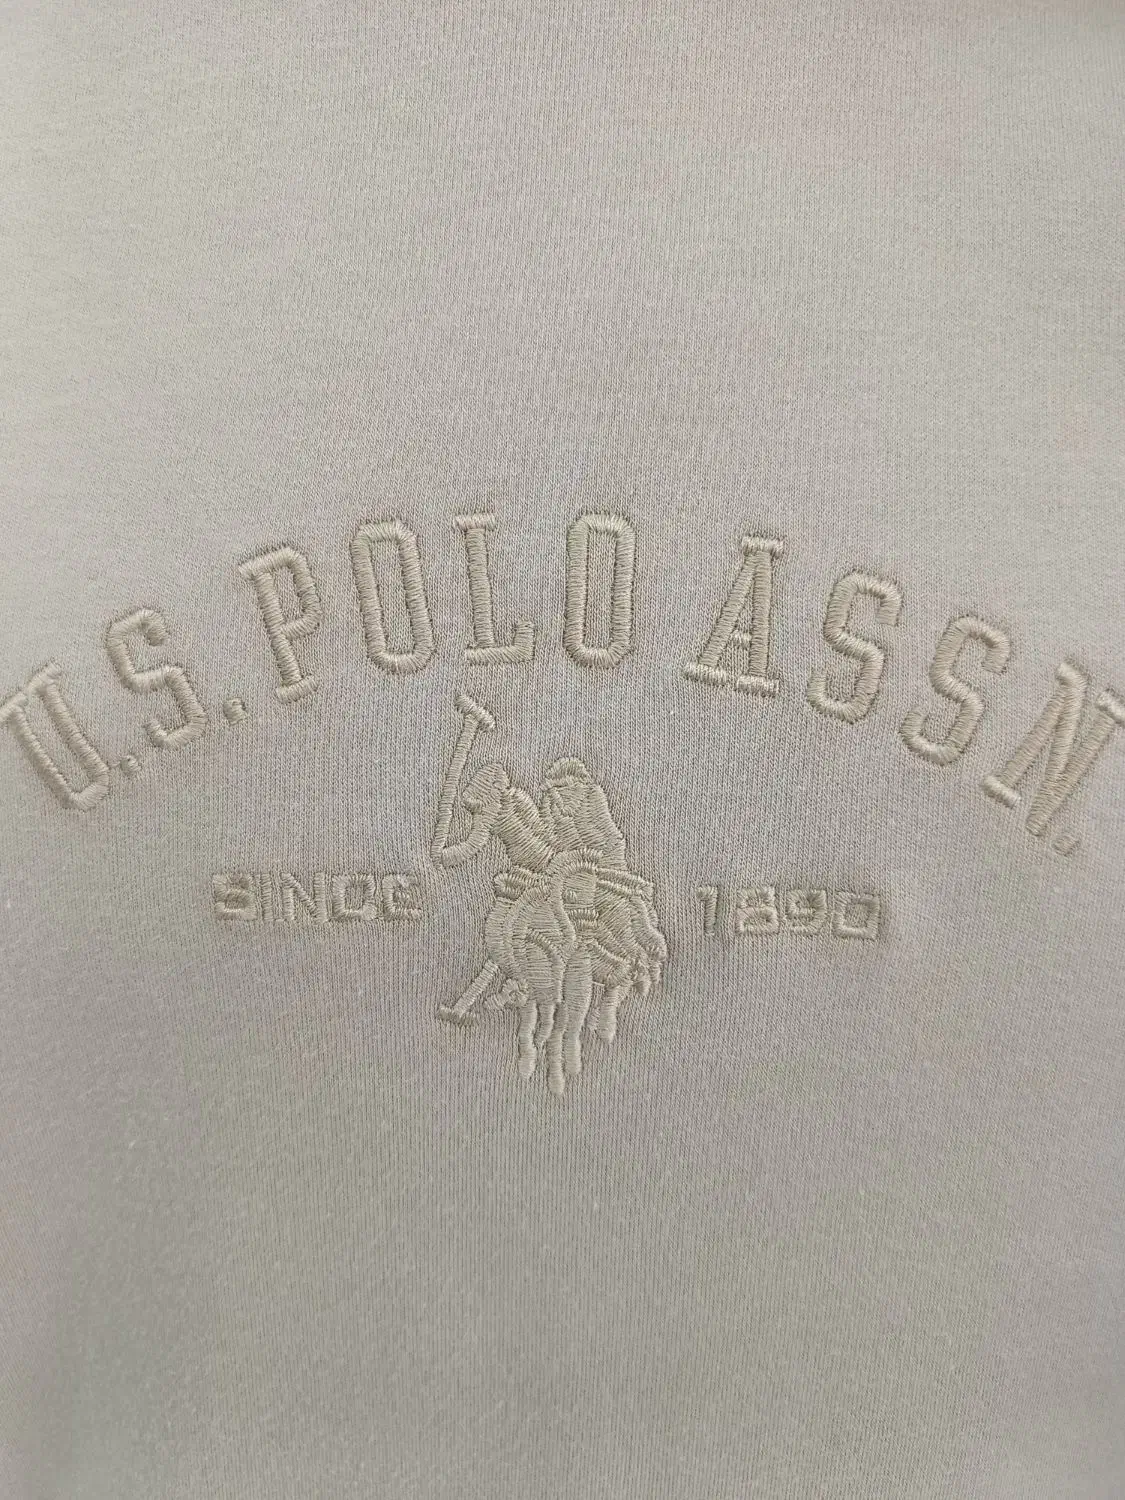 U.S. POLO ASSN.
SINCE 1890